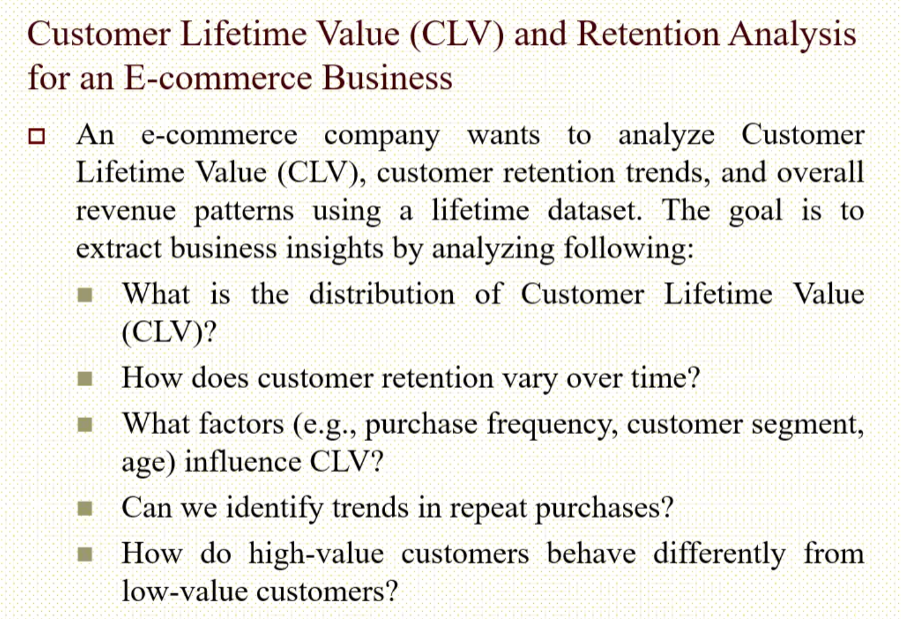 Customer Lifetime Value (CLV) and Retention Analysis
for an E-commerce Business
An e-commerce company wants to analyze Customer
Lifetime Value (CLV), customer retention trends, and overall
revenue patterns using a lifetime dataset. The goal is to
extract business insights by analyzing following:
What is the distribution of Customer Lifetime Value
(CLV)?
How does customer retention vary over time?
What factors (e.g., purchase frequency, customer segment,
age) influence CLV?
Can we identify trends in repeat purchases?
How do high-value customers behave differently from
low-value customers?